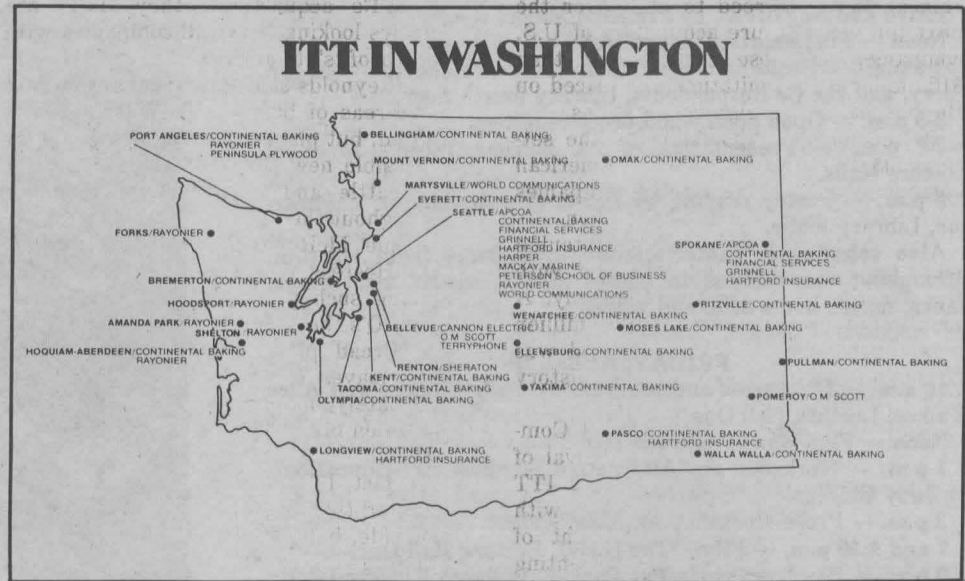 ITT IN WASHINGTON
PORT ANGELES/CONTINENTAL BAKING
RAYONIER
PENINSULA PLYWOOD
BELLINGHAM/CONTINENTAL BAKING
MOUNT VERNON/CONTINENTAL BAKING
OMAK/CONTINENTAL BAKING
MARYSVILLE/WORLD COMMUNICATIONS
EVERETT/CONTINENTAL BAKING
SEATTLE/APCOA
CONTINENTAL BAKING
FINANCIAL SERVICES
GRINNELL
HARTFORD INSURANCE
HARPER
MACKAY MARINE
PETERSON SCHOOL OF BUSINESS
RAYONIER
WORLD COMMUNICATIONS
FORKS/RAYONIER
SPOKANE/APCOA
CONTINENTAL BAKING
FINANCIAL SERVICES
GRINNELL
HARTFORD INSURANCE
BREMERTON/CONTINENTAL BAKING
HOODSPORT/RAYONIER
RITZVILLE/CONTINENTAL BAKING
WENATCHEE/CONTINENTAL BAKING
AMANDA PARK/RAYONIER
SHELTON/RAYONIER
BELLEVUE/CANNON ELECTRIC
O M SCOTT
TERRYPHONE
MOSES LAKE/CONTINENTAL BAKING
HOQUIAM-ABERDEEN/CONTINENTAL BAKING
RAYONIER
ELLENSBURG/CONTINENTAL BAKING
PULLMAN/CONTINENTAL BAKING
RENTON/SHERATON
KENT/CONTINENTAL BAKING
TACOMA/CONTINENTAL BAKING
OLYMPIA/CONTINENTAL BAKING
YAKIMA/CONTINENTAL BAKING
POMEROY/O M SCOTT
PASCO/CONTINENTAL BAKING
HARTFORD INSURANCE
LONGVIEW/CONTINENTAL BAKING
HARTFORD INSURANCE
WALLA WALLA/CONTINENTAL BAKING